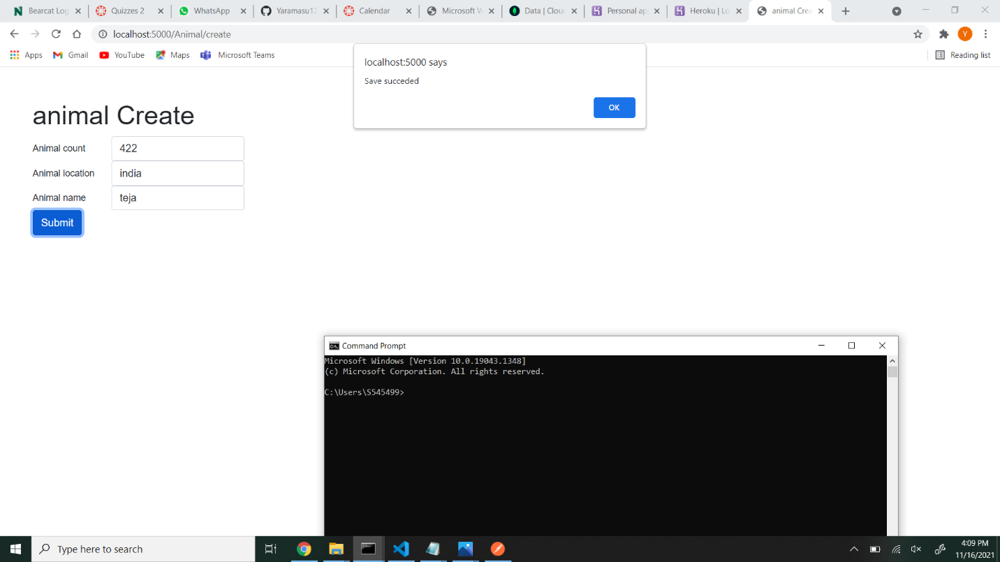 Bearcat Log
Quizzes 2
WhatsApp
Yaramasu12
Calendar
Microsoft W
Data | Cloud
Personal app
Heroku | Lo
animal Crea
localhost:5000/Animal/create
Y
Apps
Gmail
YouTube
Maps
Microsoft Teams
Reading list
localhost:5000 says
Save succeded
OK
animal Create
Animal count 422
Animal location india
Animal name teja
Submit
Command Prompt
Microsoft Windows [Version 10.0.19043.1348]
(c) Microsoft Corporation. All rights reserved.
C:\Users\S545499>
Type here to search
4:09 PM
11/16/2021